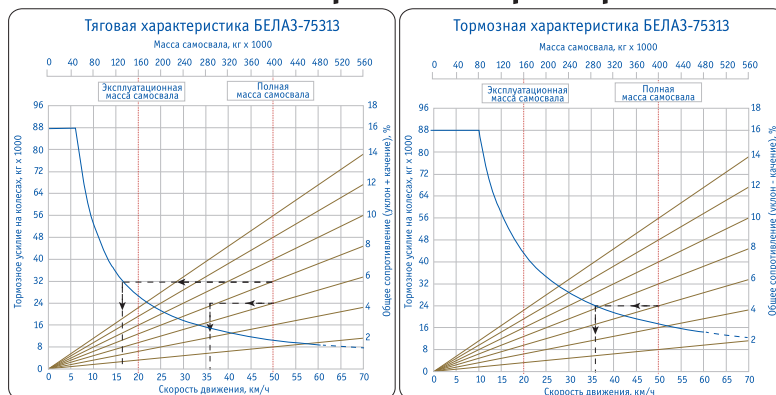 Тяговая характеристика БЕЛАЗ-75313
Масса самосвала, кг х 1000
0 40 80 120 160 200 240 280 320 360 400 440 480 520 560
Эксплуатационная
масса самосвала
Полная
масса самосвала
Тормозное усилие на колесах, кг х 1000
96
88
80
72
64
56
48
40
32
24
16
8
0
18
16
14
12
10
8
6
4
2
Общее сопротивление (уклон + качение), %
0 5 10 15 20 25 30 35 40 45 50 55 60 65 70
Скорость движения, км/ч
Тормозная характеристика БЕЛАЗ-75313
Масса самосвала, кг х 1000
0 40 80 120 160 200 240 280 320 360 400 440 480 520 560
Эксплуатационная
масса самосвала
Полная
масса самосвала
Тормозное усилие на колесах, кг х 1000
96
88
80
72
64
56
48
40
32
24
16
8
0
18
16
14
12
10
8
6
4
2
Общее сопротивление (уклон - качение), %
0 5 10 15 20 25 30 35 40 45 50 55 60 65 70
Скорость движения, км/ч